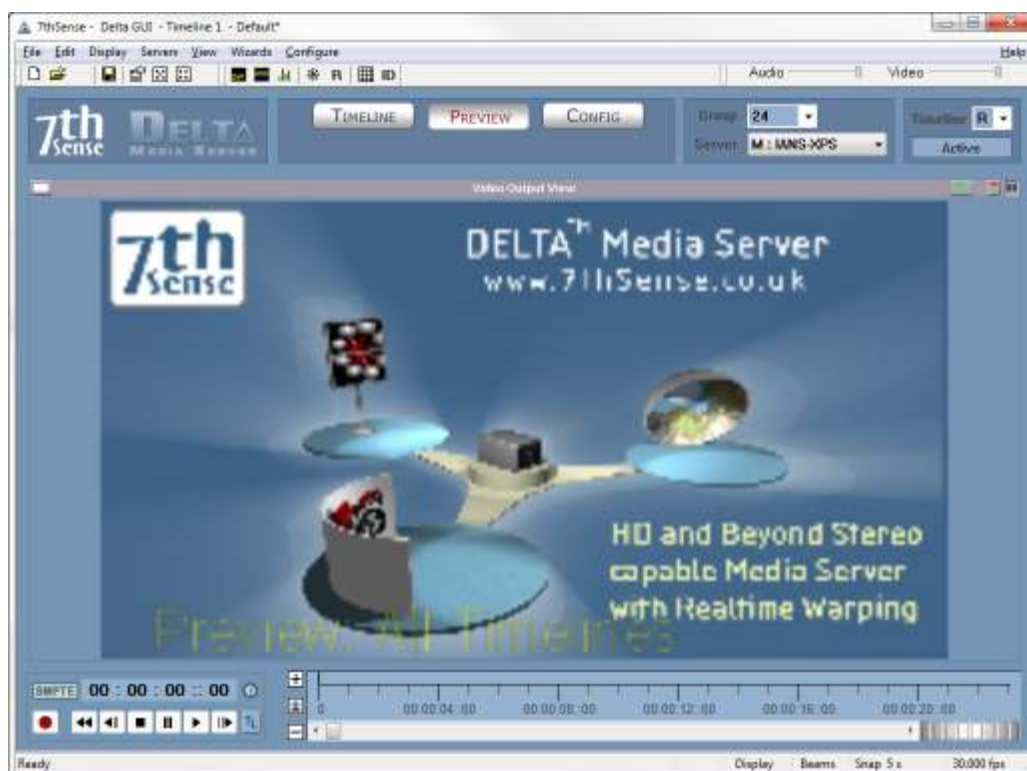 7thSense - Delta GUI - Timeline 1 - Default*
File Edit Display Servers View Wizards Configure Help
R ID Audio Video
7th Sense DELTA MEDIA SERVER
TIMELINE PREVIEW CONFIG
Group 24
Server M : IANS-XPS
Timeline R
Active
Video Output View
7th Sense
DELTA™ Media Server
www.7thSense.co.uk
HD and Beyond Stereo
capable Media Server
with Realtime Warping
Preview: All Timelines
SMPTE 00 : 00 : 00 :: 00
0 00:00:04::00 00:00:08::00 00:00:12::00 00:00:16::00 00:00:20::00
Ready Display Beams Snap 5x 30.000 fps